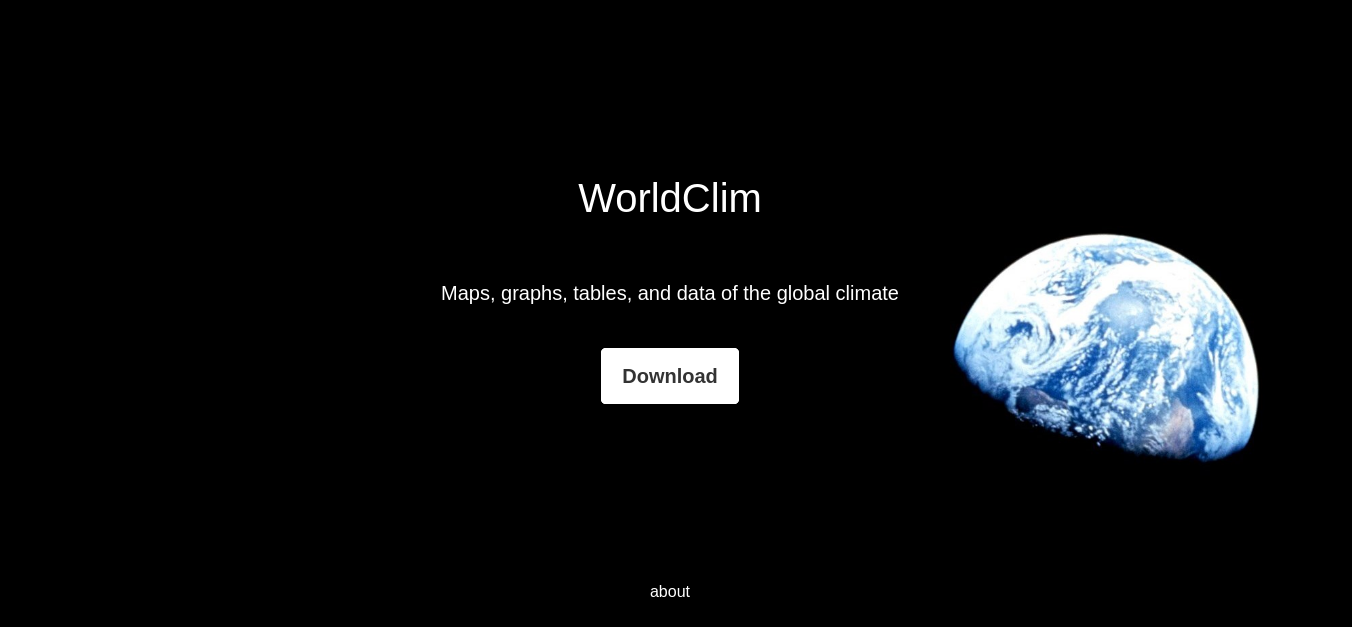 WorldClim
Maps, graphs, tables, and data of the global climate
Download
about